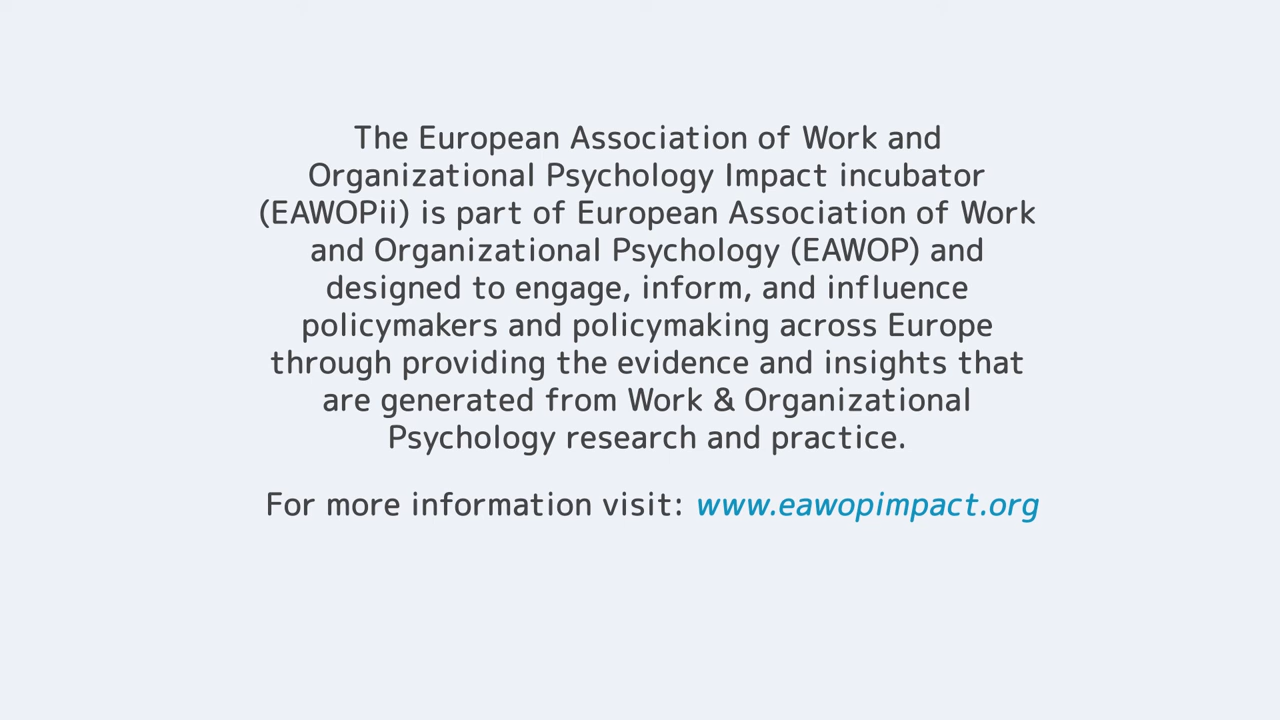 The European Association of Work and
Organizational Psychology Impact incubator
(EAWOPii) is part of European Association of Work
and Organizational Psychology (EAWOP) and
designed to engage, inform, and influence
policymakers and policymaking across Europe
through providing the evidence and insights that
are generated from Work & Organizational
Psychology research and practice.
For more information visit: www.eawopimpact.org